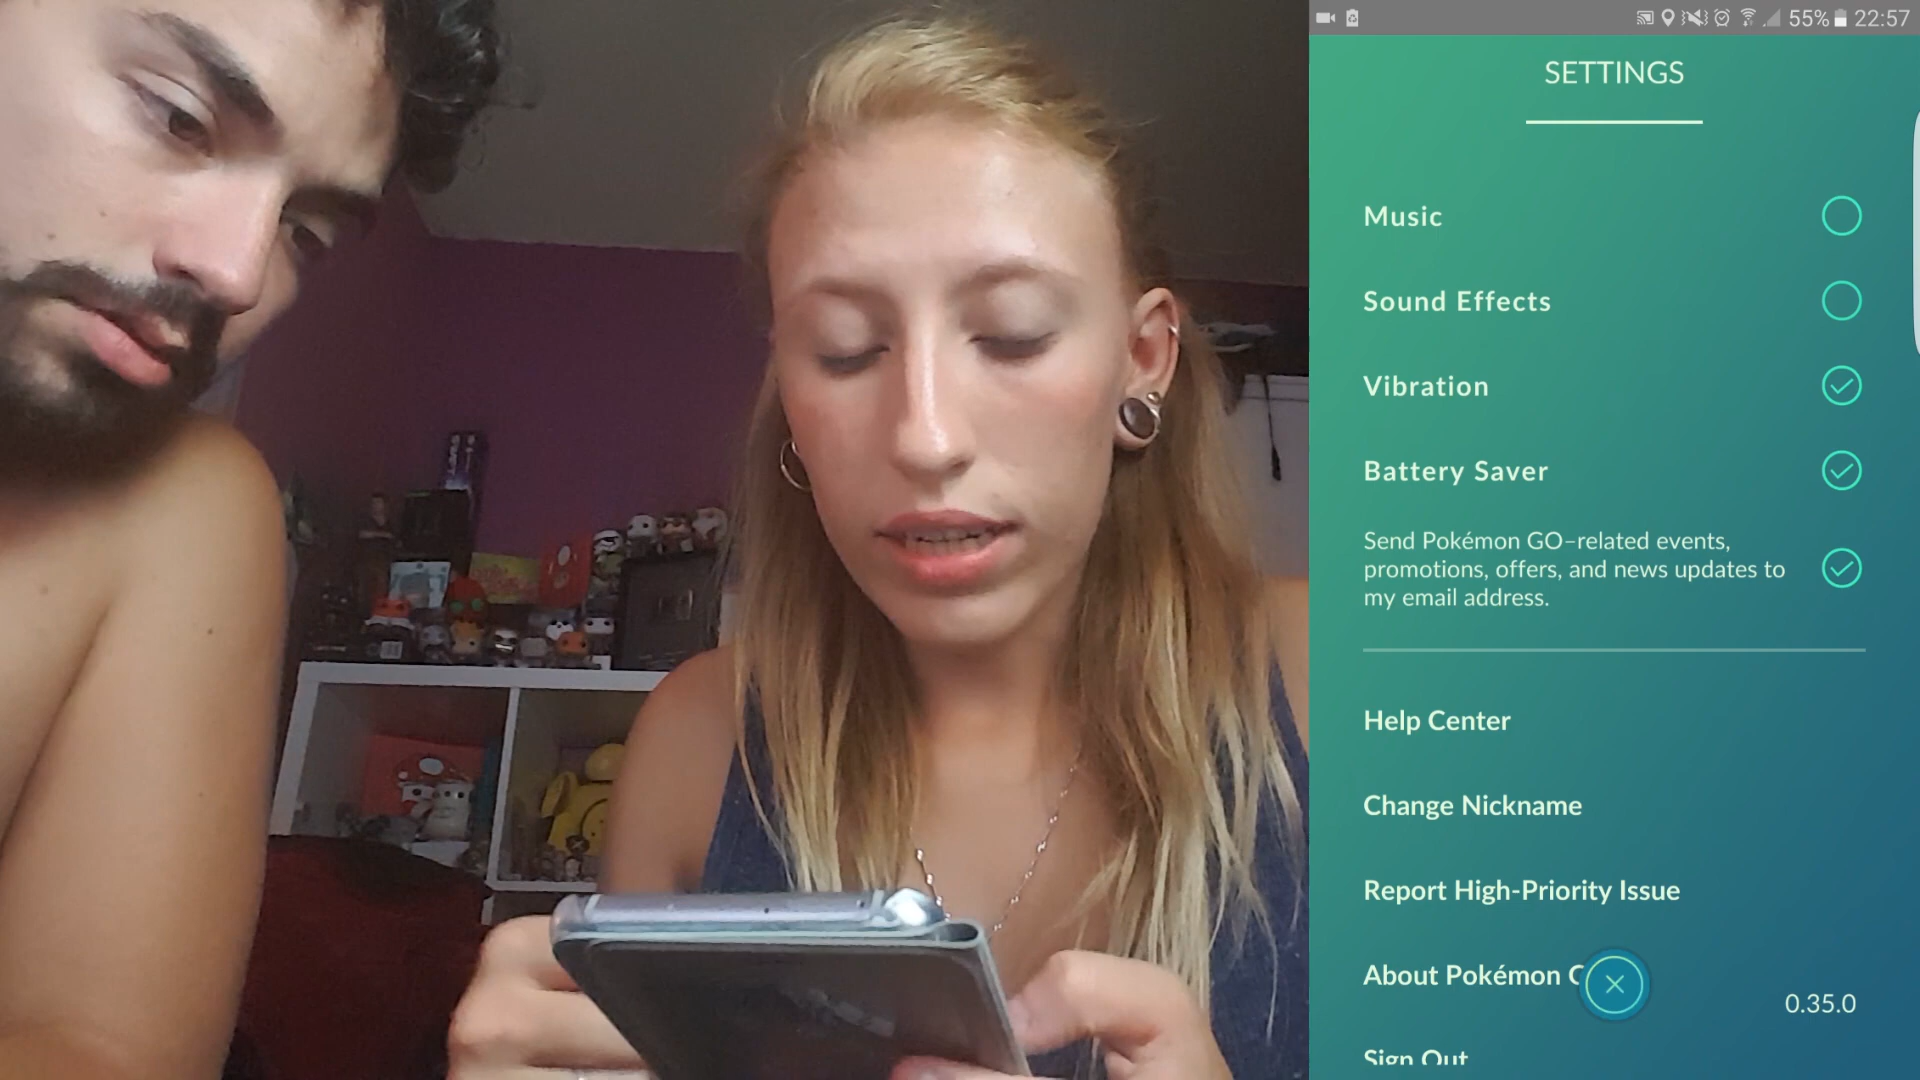 55% 22:57
SETTINGS
Music
Sound Effects
Vibration
Battery Saver
Send Pokémon GO-related events,
promotions, offers, and news updates to
my email address.
Help Center
Change Nickname
Report High-Priority Issue
About Pokémon
0.35.0
Sign Out